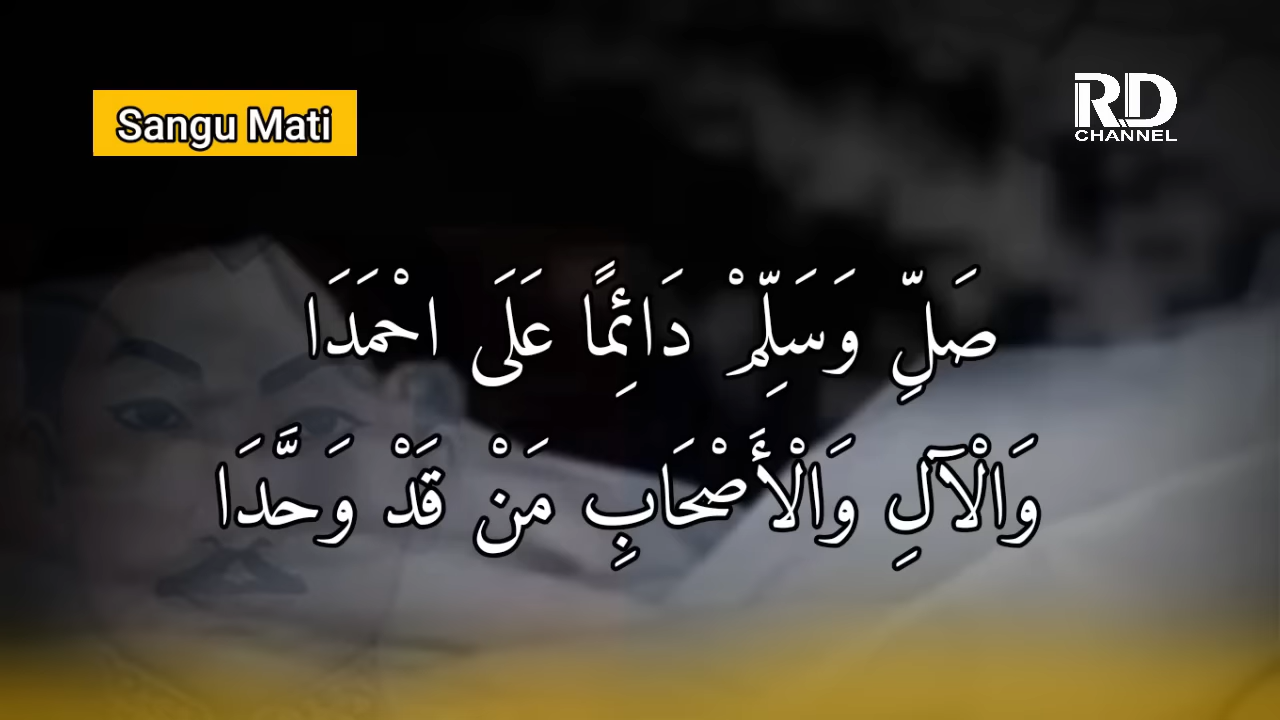 Sangu Mati
RD
CHANNEL
صَلِّ وَسَلِّمْ دَائِمًا عَلَى احْمَدَا
وَالْآلِ وَالْأَصْحَابِ مَنْ قَدْ وَحَّدَا